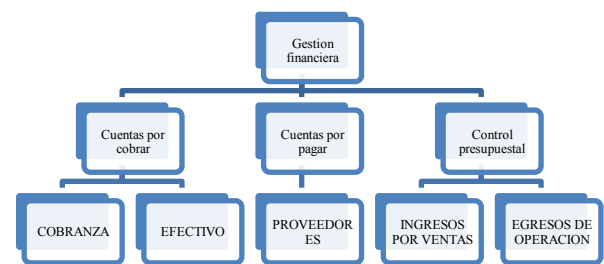 Gestion
financiera
Cuentas por
cobrar
Cuentas por
pagar
Control
presupuestal
COBRANZA
EFECTIVO
PROVEEDOR
ES
INGRESOS
POR VENTAS
EGRESOS DE
OPERACION